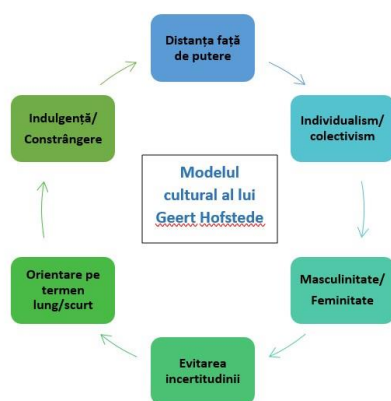 Distanța față
de putere
Individualism/
colectivism
Masculinitate/
Feminitate
Evitarea
incertitudinii
Orientare pe
termen
lung/scurt
Indulgență/
Constrângere
Modelul
cultural al lui
Geert Hofstede